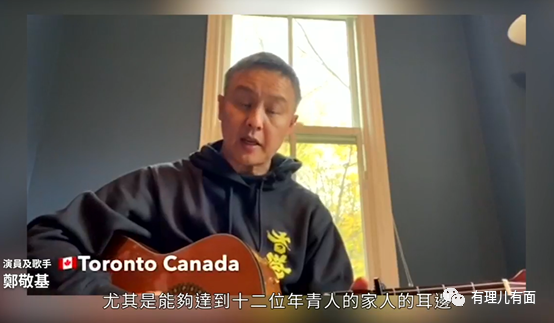 演員及歌手
鄭敬基
🇨🇦Toronto Canada
尤其是能夠達到十二位年青人的家人的耳邊
有理儿有面